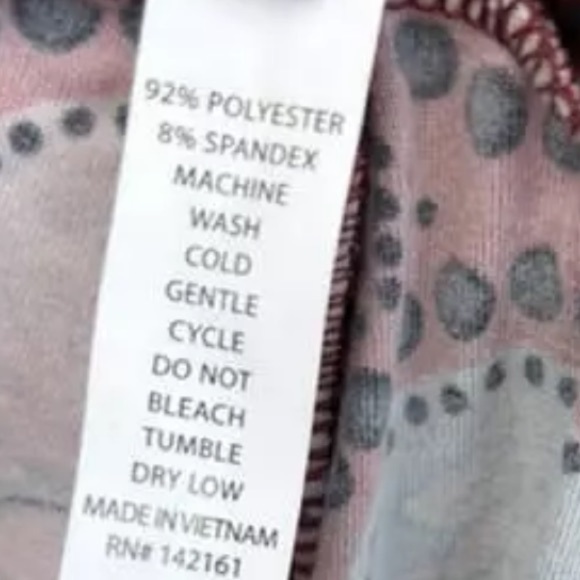 92% POLYESTER
8% SPANDEX
MACHINE
WASH
COLD
GENTLE
CYCLE
DO NOT
BLEACH
TUMBLE
DRY LOW
MADE IN VIETNAM
RN# 142161